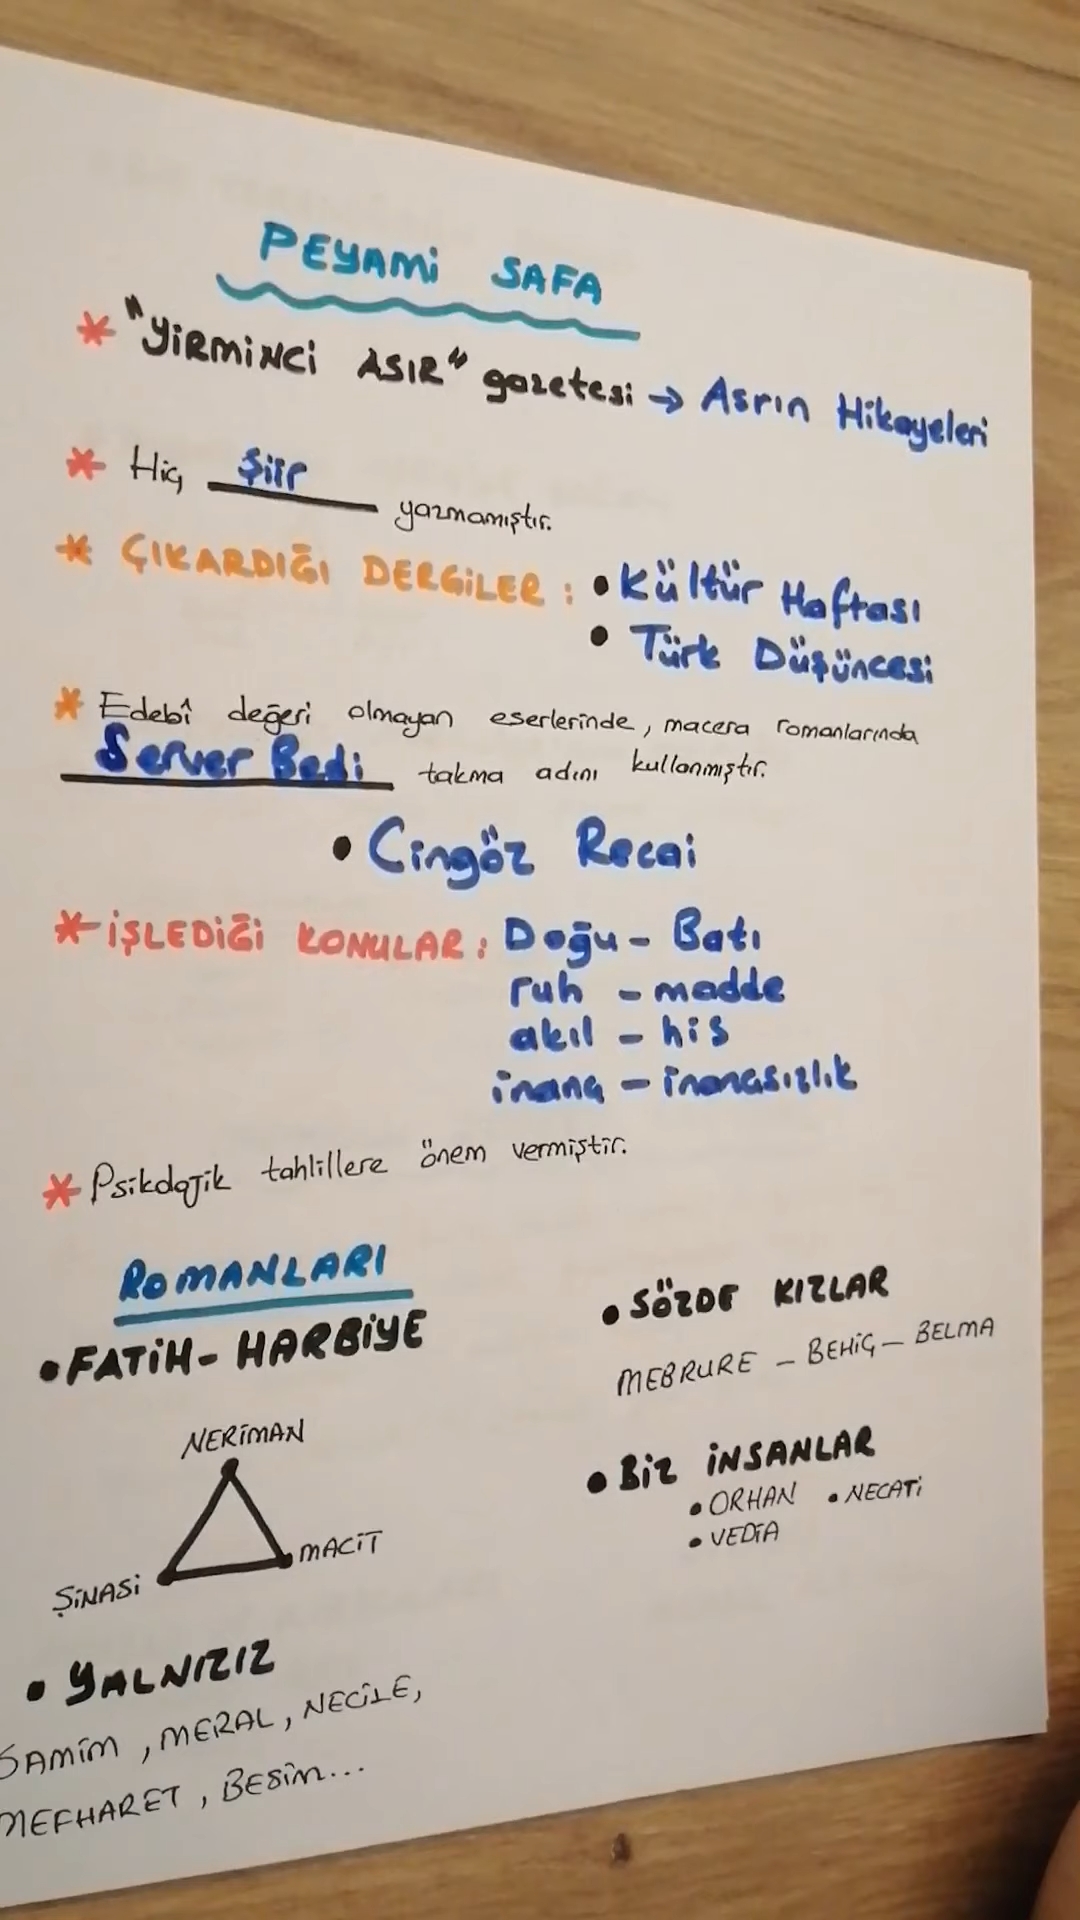 PEYAMİ SAFA
* "YİRMİNCİ ASIR" gazetesi → Asrın Hikayeleri
* Hiç Şiir yazmamıştır.
* ÇIKARDIĞI DERGİLER : • Kültür Haftası
• Türk Düşüncesi
* Edebî değeri olmayan eserlerinde, macera romanlarında
Server Bedi takma adını kullanmıştır.
• Cingöz Recai
* İŞLEDİĞİ KONULAR : Doğu - Batı
ruh - madde
akıl - his
inanç - inançsızlık
* Psikolojik tahlillere önem vermiştir.
ROMANLARI
• FATİH - HARBİYE
NERİMAN
MACİT
ŞİNASİ
• YALNIZIZ
SAMİM, MERAL, NECİLE,
MEFHARET, BESİM...
• SÖZDE KIZLAR
MEBRURE - BEHİÇ - BELMA
• BİZ İNSANLAR
• ORHAN • NECATİ
• VEDİA